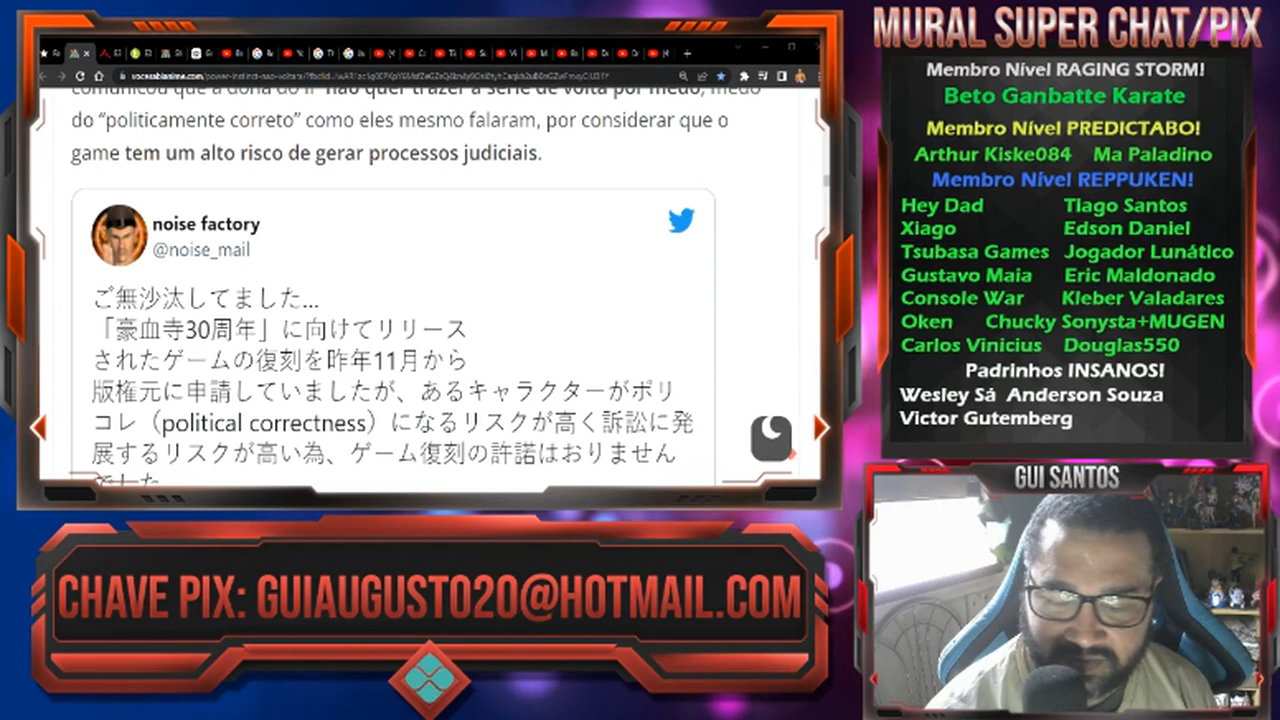 comunicou que a dona do IP não quer trazer a série de volta por medo, medo
do “politicamente correto” como eles mesmo falaram, por considerar que o
game tem um alto risco de gerar processos judiciais.
noise factory
@noise_mail
ご無沙汰してました...
「豪血寺30周年」に向けてリリース
されたゲームの復刻を昨年11月から
版権元に申請していましたが、あるキャラクターがポリ
コレ（political correctness）になるリスクが高く訴訟に発
展するリスクが高い為、ゲーム復刻の許諾はおりません
でした
CHAVE PIX: GUIAUGUSTO20@HOTMAIL.COM
MURAL SUPER CHAT/PIX
Membro Nível RAGING STORM!
Beto Ganbatte Karate
Membro Nível PREDICTABO!
Arthur Kiske084 Ma Paladino
Membro Nível REPPUKEN!
Hey Dad Tiago Santos
Xiago Edson Daniel
Tsubasa Games Jogador Lunático
Gustavo Maia Eric Maldonado
Console War Kleber Valadares
Oken Chucky Sonysta+MUGEN
Carlos Vinicius Douglas550
Padrinhos INSANOS!
Wesley Sá Anderson Souza
Victor Gutemberg
GUI SANTOS